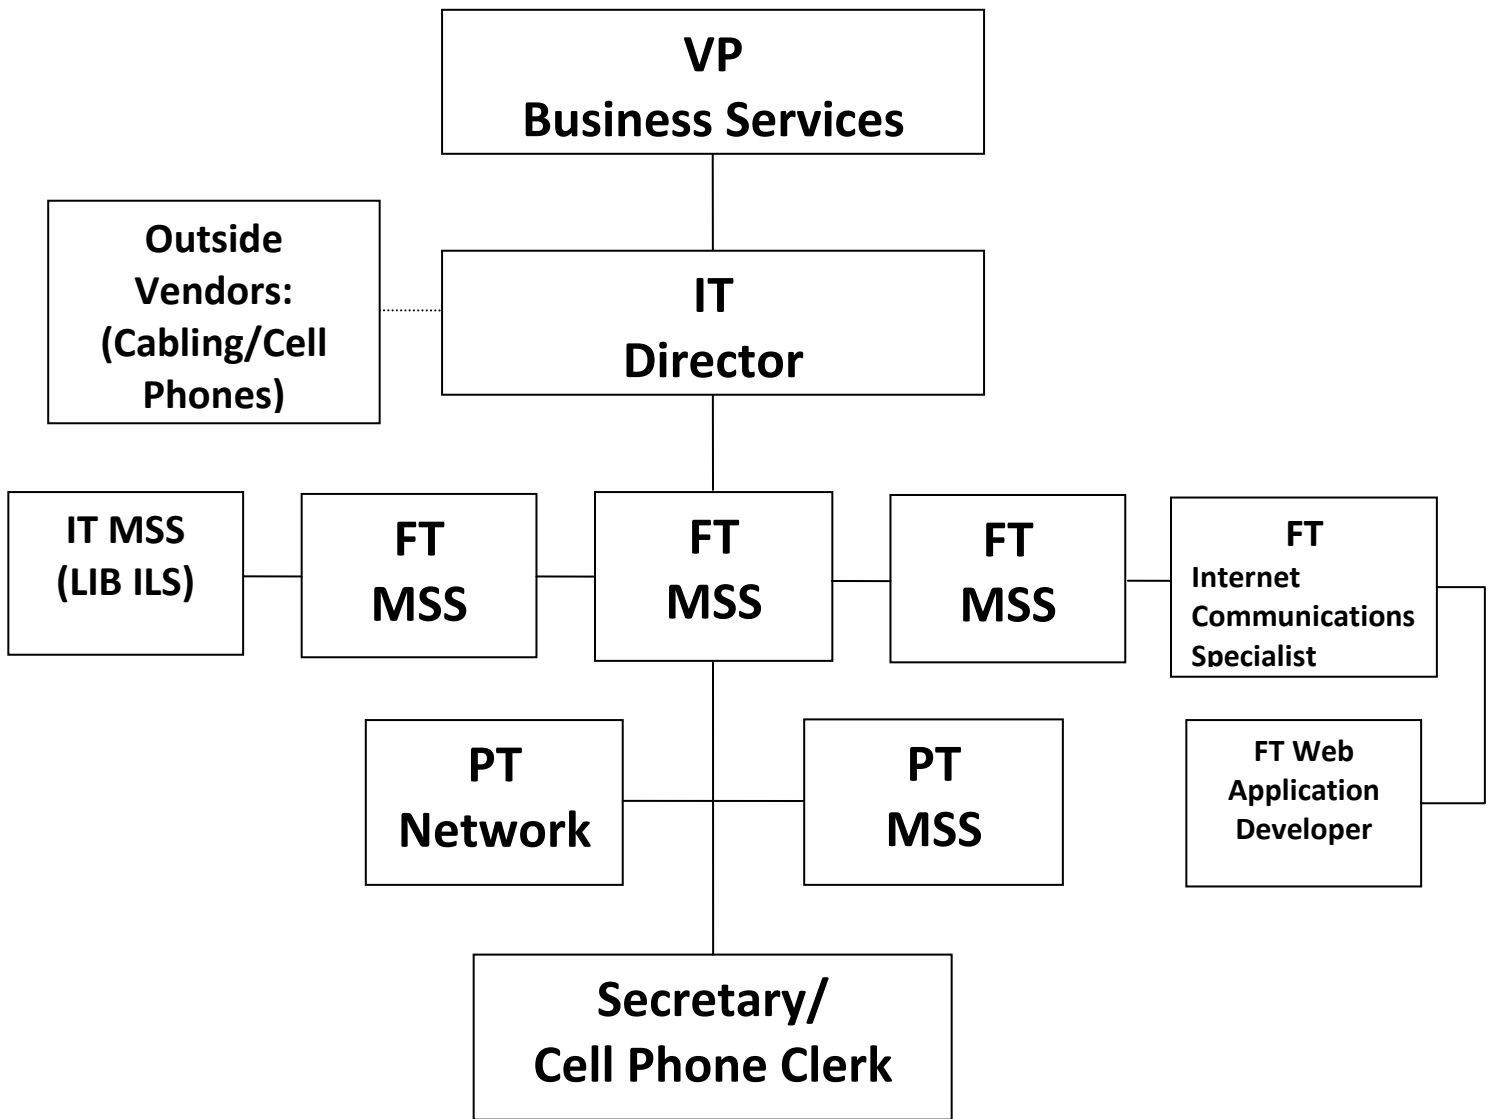 VP
Business Services
Outside
Vendors:
(Cabling/Cell
Phones)
IT
Director
IT MSS
(LIB ILS)
FT
MSS
FT
MSS
FT
MSS
FT
Internet
Communications
Specialist
PT
Network
PT
MSS
FT Web
Application
Developer
Secretary/
Cell Phone Clerk